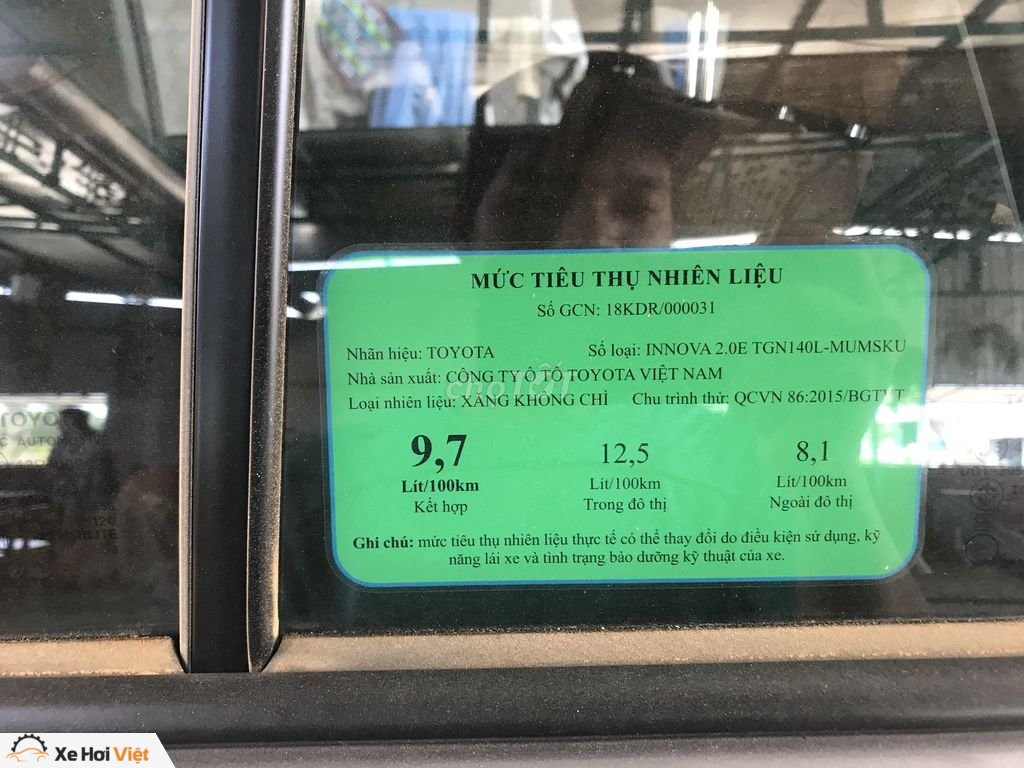 MỨC TIÊU THỤ NHIÊN LIỆU
Số GCN: 18KDR/000031
Nhãn hiệu: TOYOTA Số loại: INNOVA 2.0E TGN140L-MUMSKU
Nhà sản xuất: CÔNG TY Ô TÔ TOYOTA VIỆT NAM
Loại nhiên liệu: XĂNG KHÔNG CHÌ Chu trình thử: QCVN 86:2015/BGTVT
9,7 12,5 8,1
Lít/100km Lít/100km Lít/100km
Kết hợp Trong đô thị Ngoài đô thị
Ghi chú: mức tiêu thụ nhiên liệu thực tế có thể thay đổi do điều kiện sử dụng, kỹ
năng lái xe và tình trạng bảo dưỡng kỹ thuật của xe.
TOYOTA
Xe Hơi Việt